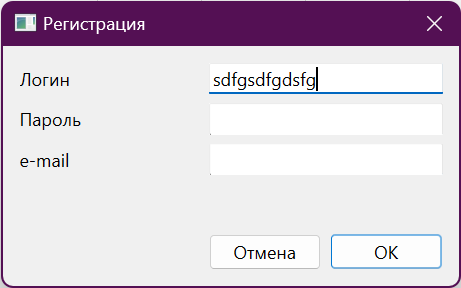 Регистрация
Логин sdfgsdfgdsfg
Пароль
e-mail
Отмена OK